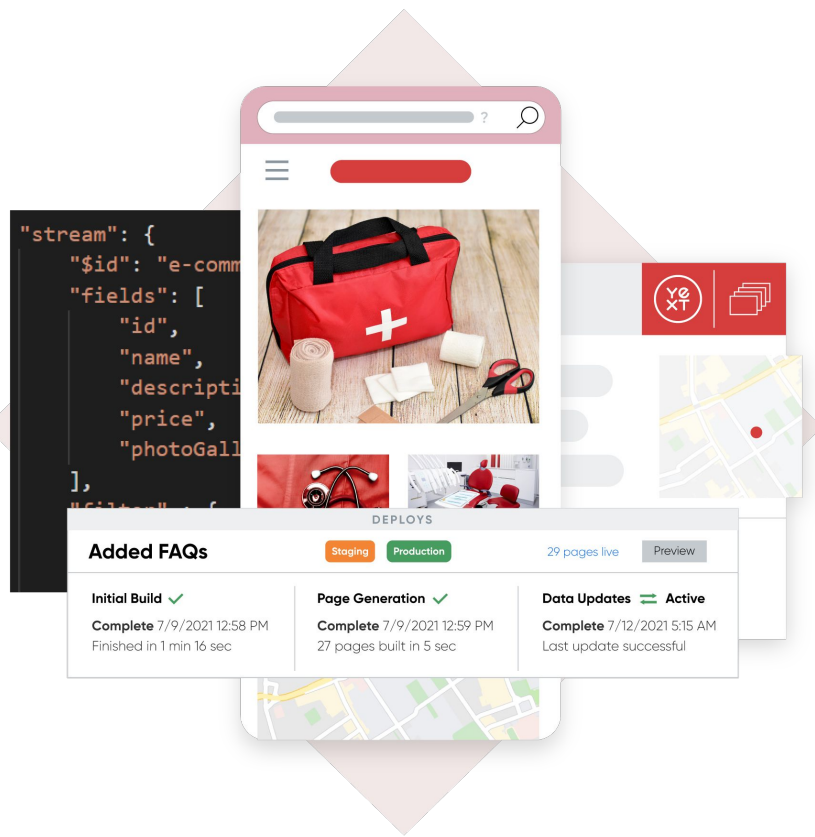 ?
"stream": {
"$id": "e-comm
"fields": [
"id",
"name",
"descripti
"price",
"photoGall
],
"filter" : {
YEXT
DEPLOYS
Added FAQs
Staging
Production
29 pages live
Preview
Initial Build
Complete 7/9/2021 12:58 PM
Finished in 1 min 16 sec
Page Generation
Complete 7/9/2021 12:59 PM
27 pages built in 5 sec
Data Updates
Active
Complete 7/12/2021 5:15 AM
Last update successful